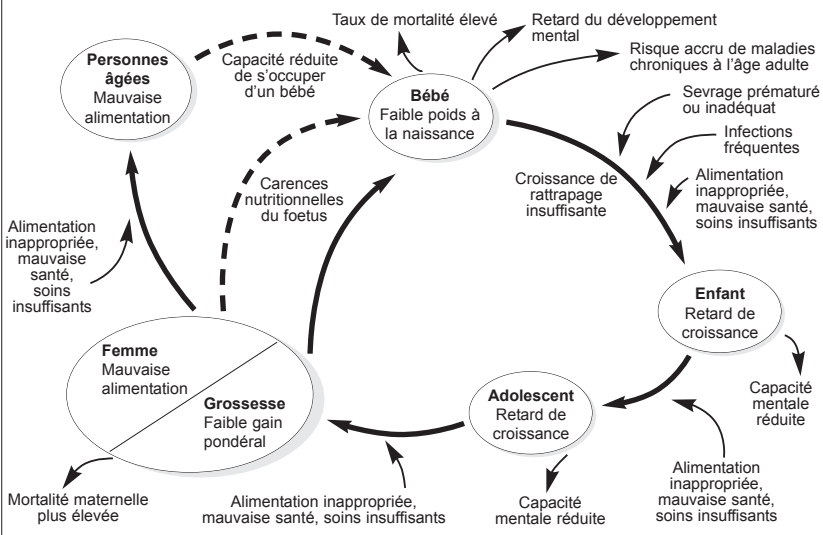 Taux de mortalité élevé
Retard du développement
mental
Risque accru de maladies
chroniques à l'âge adulte
Personnes
âgées
Mauvaise
alimentation
Capacité réduite
de s'occuper
d'un bébé
Bébé
Faible poids à
la naissance
Sevrage prématuré
ou inadéquat
Infections
fréquentes
Alimentation
inappropriée,
mauvaise santé,
soins insuffisants
Croissance de
rattrapage
insuffisante
Carences
nutritionnelles
du foetus
Alimentation
inappropriée,
mauvaise
santé,
soins
insuffisants
Enfant
Retard de
croissance
Femme
Mauvaise
alimentation
Grossesse
Faible gain
pondéral
Adolescent
Retard de
croissance
Capacité
mentale
réduite
Mortalité maternelle
plus élevée
Alimentation inappropriée,
mauvaise santé, soins insuffisants
Capacité
mentale réduite
Alimentation
inappropriée,
mauvaise santé,
soins insuffisants